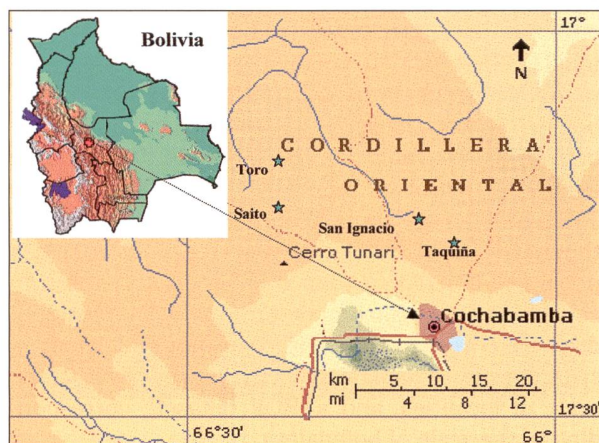 Bolivia
17°
N
CORDILLERA
ORIENTAL
Toro
Saito
San Ignacio
Taquiña
Cerro Tunari
Cochabamba
km 5 10 15 20
mi 4 8 12
17°30
66°30'
66°